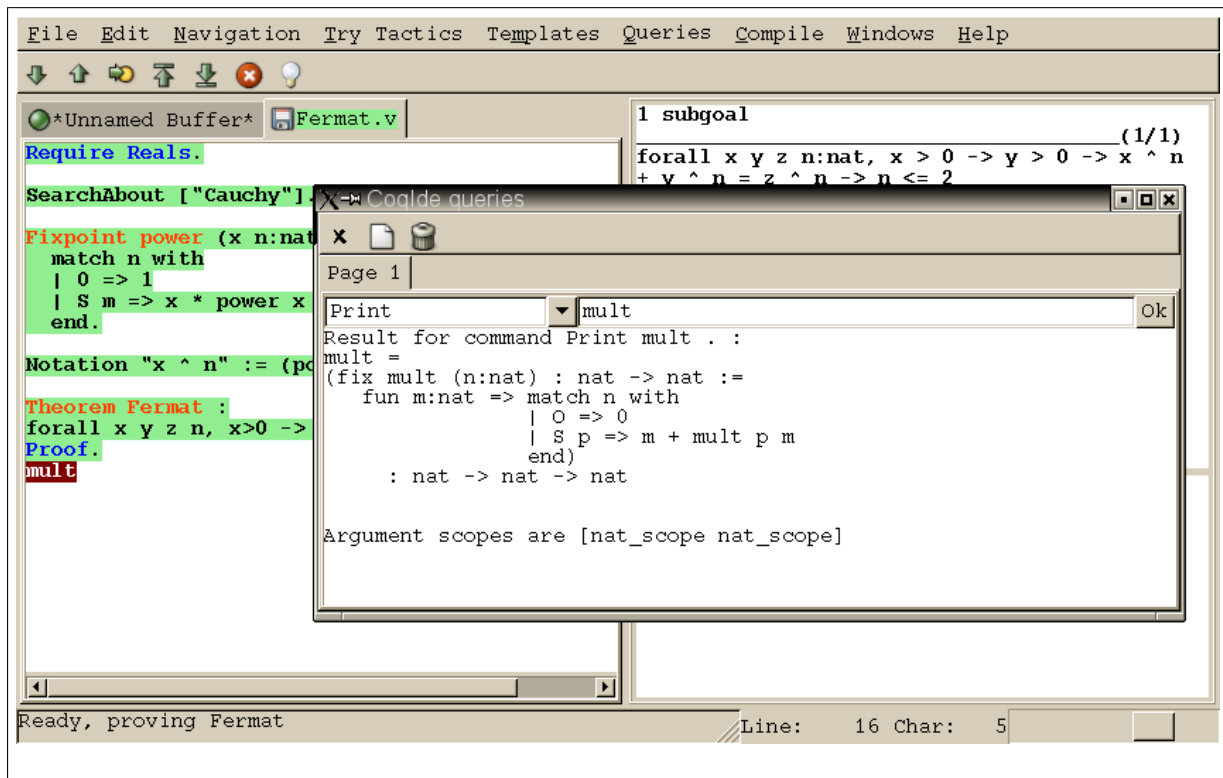 File Edit Navigation Try Tactics Templates Queries Compile Windows Help
*Unnamed Buffer* Fermat.v
Require Reals.
SearchAbout ["Cauchy"].
Fixpoint power (x n:nat
match n with
| O => 1
| S m => x * power x
end.
Notation "x ^ n" := (po
Theorem Fermat :
forall x y z n, x>0 ->
Proof.
mult
1 subgoal
(1/1)
forall x y z n:nat, x > 0 -> y > 0 -> x ^ n
+ y ^ n = z ^ n -> n <= 2
CoqIde queries
Page 1
Print mult Ok
Result for command Print mult . :
mult =
(fix mult (n:nat) : nat -> nat :=
fun m:nat => match n with
| O => 0
| S p => m + mult p m
end)
: nat -> nat -> nat
Argument scopes are [nat_scope nat_scope]
Ready, proving Fermat
Line: 16 Char: 5